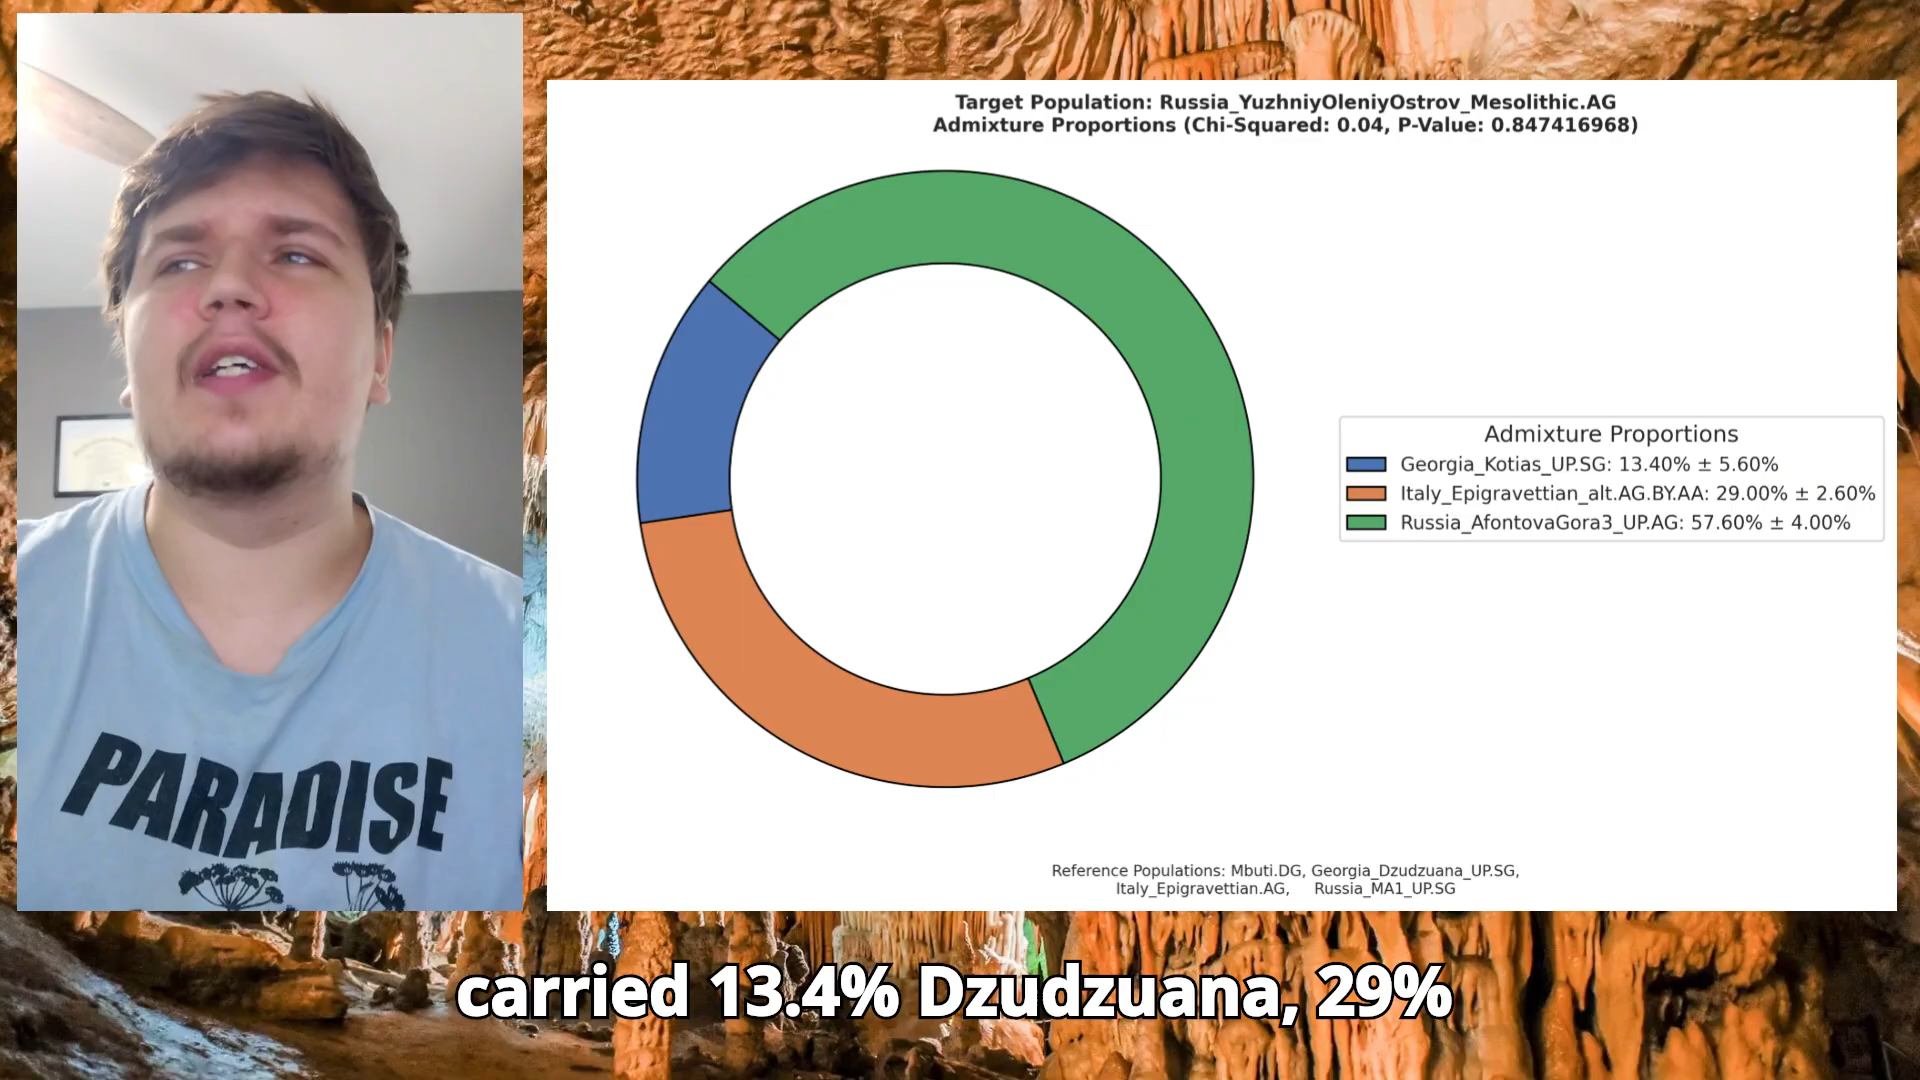 Target Population: Russia_YuzhniyOleniyOstrov_Mesolithic.AG
Admixture Proportions (Chi-Squared: 0.04, P-Value: 0.847416968)
Admixture Proportions
Georgia_Kotias_UP.SG: 13.40% ± 5.60%
Italy_Epigravettian_alt.AG.BY.AA: 29.00% ± 2.60%
Russia_AfontovaGora3_UP.AG: 57.60% ± 4.00%
PARADISE
Reference Populations: Mbuti.DG, Georgia_Dzudzuana_UP.SG,
Italy_Epigravettian.AG, Russia_MA1_UP.SG
carried 13.4% Dzudzuana, 29%